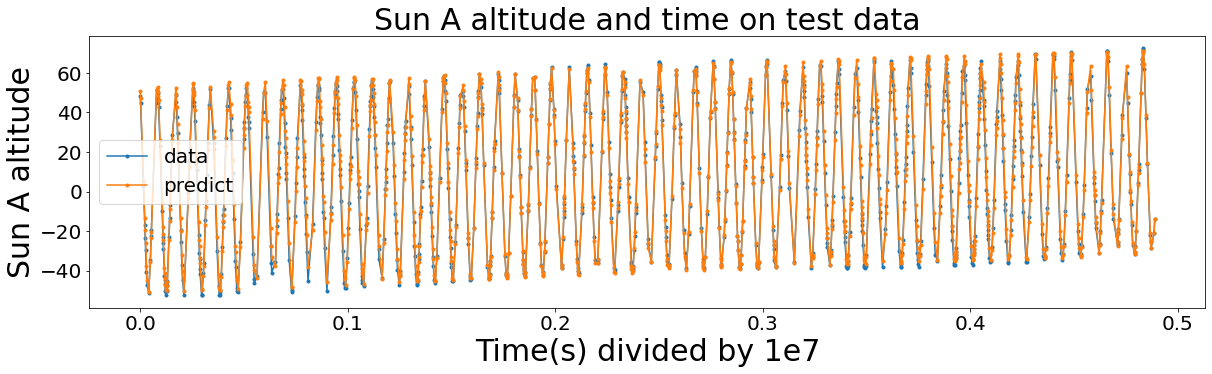 Sun A altitude and time on test data
Sun A altitude
60
40
20
0
−20
−40
data
predict
0.0
0.1
0.2
0.3
0.4
0.5
Time(s) divided by 1e7